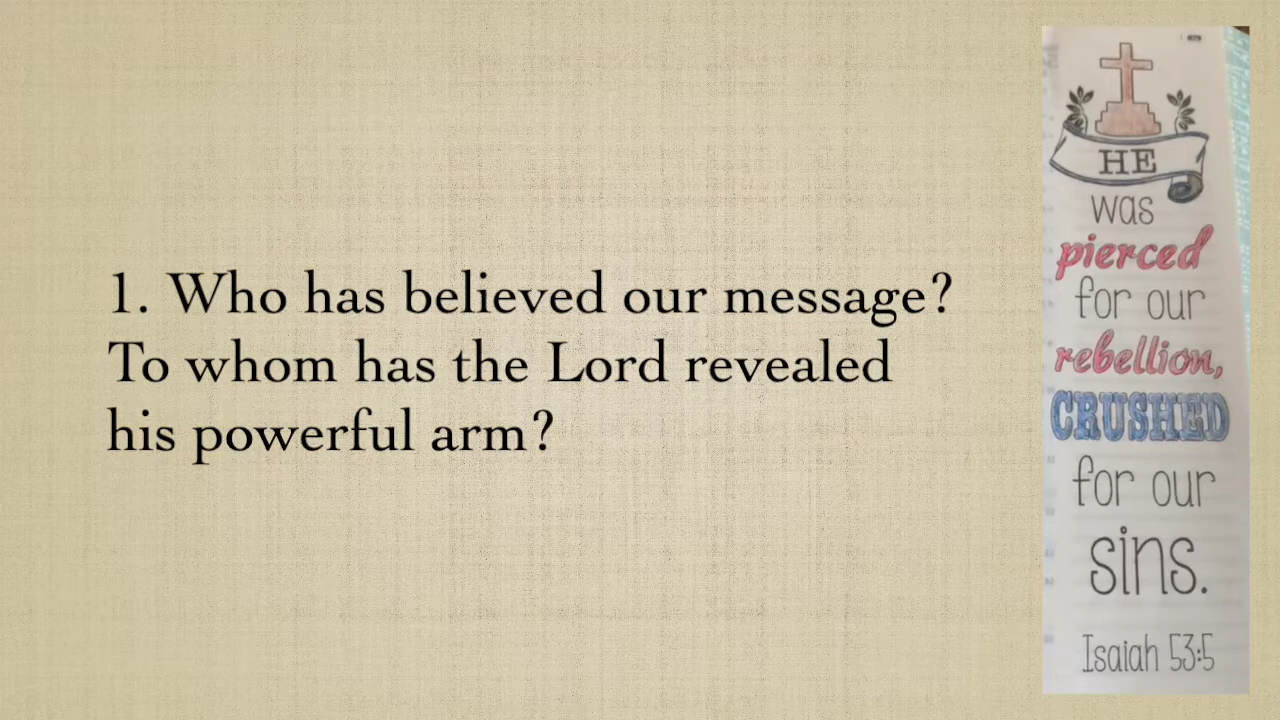 1. Who has believed our message?
To whom has the Lord revealed
his powerful arm?
HE
was
pierced
for our
rebellion,
CRUSHED
for our
sins.
Isaiah 53:5